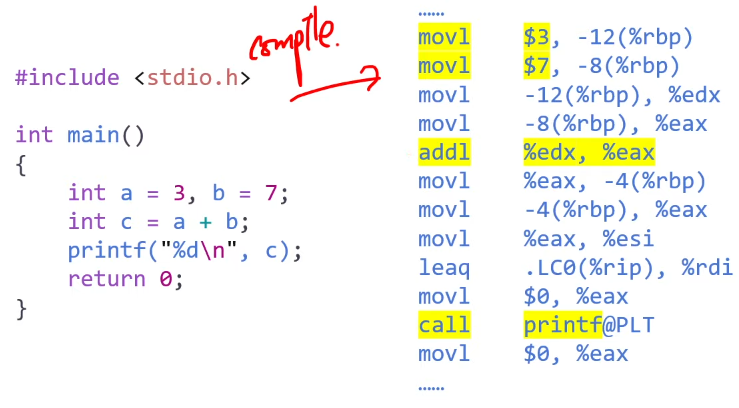 #include <stdio.h>
int main()
{
    int a = 3, b = 7;
    int c = a + b;
    printf("%d\n", c);
    return 0;
}
compile.
……
movl $3, -12(%rbp)
movl $7, -8(%rbp)
movl -12(%rbp), %edx
movl -8(%rbp), %eax
addl %edx, %eax
movl %eax, -4(%rbp)
movl -4(%rbp), %eax
movl %eax, %esi
leaq .LC0(%rip), %rdi
movl $0, %eax
call printf@PLT
movl $0, %eax
……